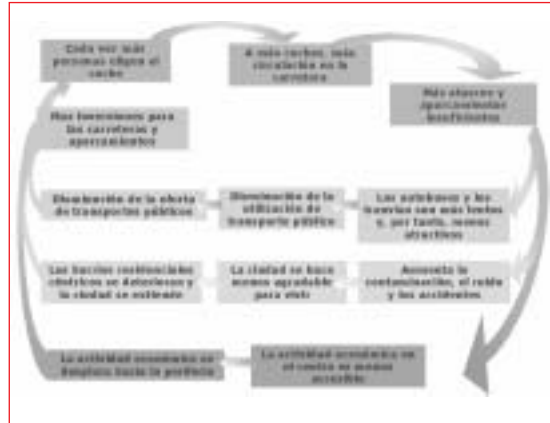 Cada vez más
personas eligen el
coche
A más coches, más
circulación en la
carretera
Más atascos y
aparcamientos
insuficientes
Mas inversiones para
las carreteras y
aparcamientos
Disminución de la oferta
de transportes públicos
Disminución de la
utilización de
transporte público
Los autobuses y los
tranvías son más lentos
y, por tanto, menos
atractivos
Los barrios residenciales
céntricos se deterioran y
la ciudad se extiende
La ciudad se hace
menos agradable
para vivir
Aumenta la
contaminación, el ruido
y los accidentes
La actividad económica se
desplaza hacia la periferia
La actividad económica en
el centro es menos
accesible